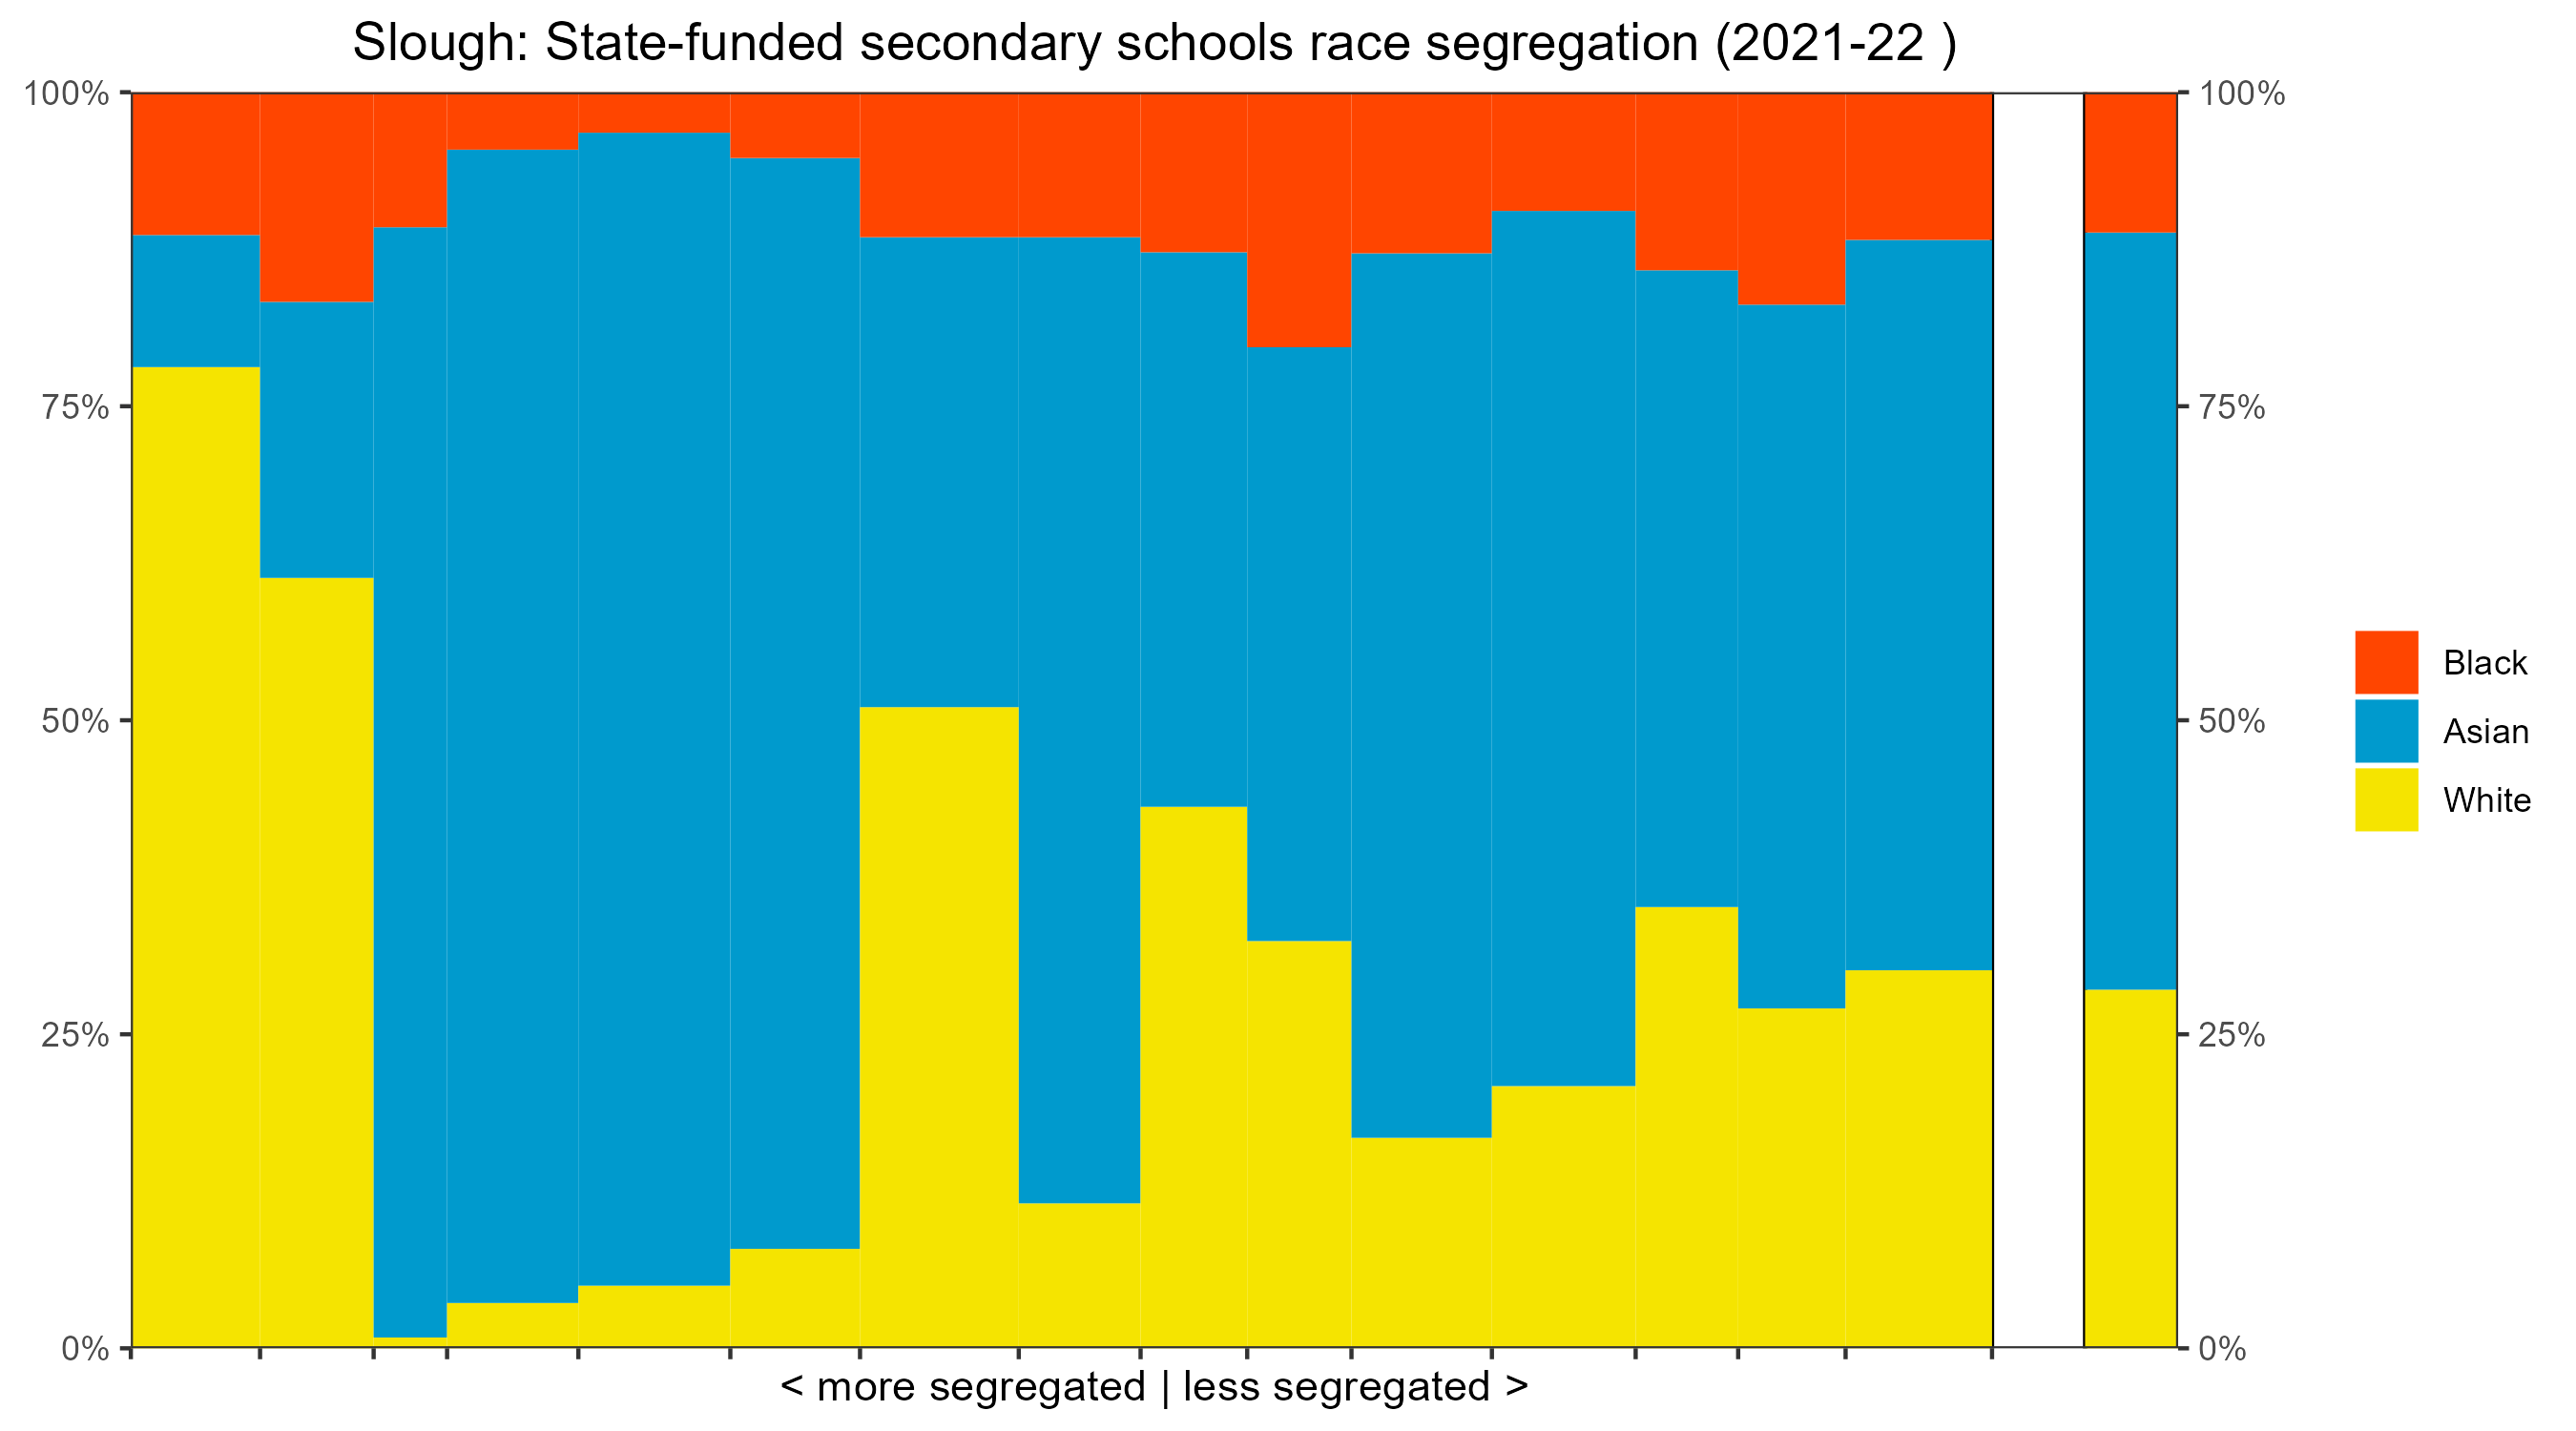 Slough: State-funded secondary schools race segregation (2021-22 )
100%
75%
50%
25%
0%
100%
75%
50%
25%
0%
Black
Asian
White
< more segregated | less segregated >